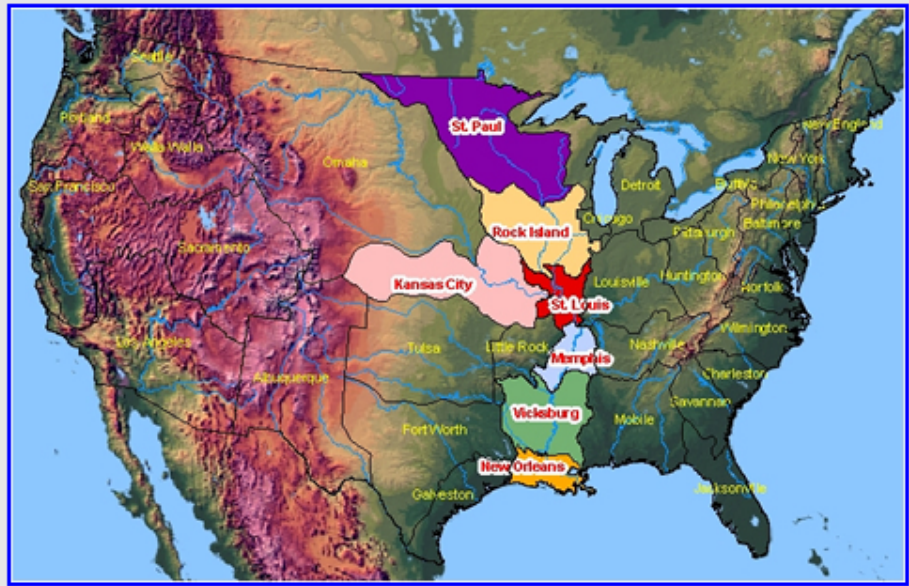 Seattle
Portland
Walla Walla
San Francisco
Sacramento
Los Angeles
Albuquerque
Omaha
St. Paul
Rock Island
Kansas City
St. Louis
Tulsa
Little Rock
Memphis
Vicksburg
Fort Worth
New Orleans
Galveston
Chicago
Detroit
Buffalo
New York
New England
Philadelphia
Baltimore
Pittsburgh
Louisville
Huntington
Norfolk
Wilmington
Nashville
Charleston
Savannah
Mobile
Jacksonville